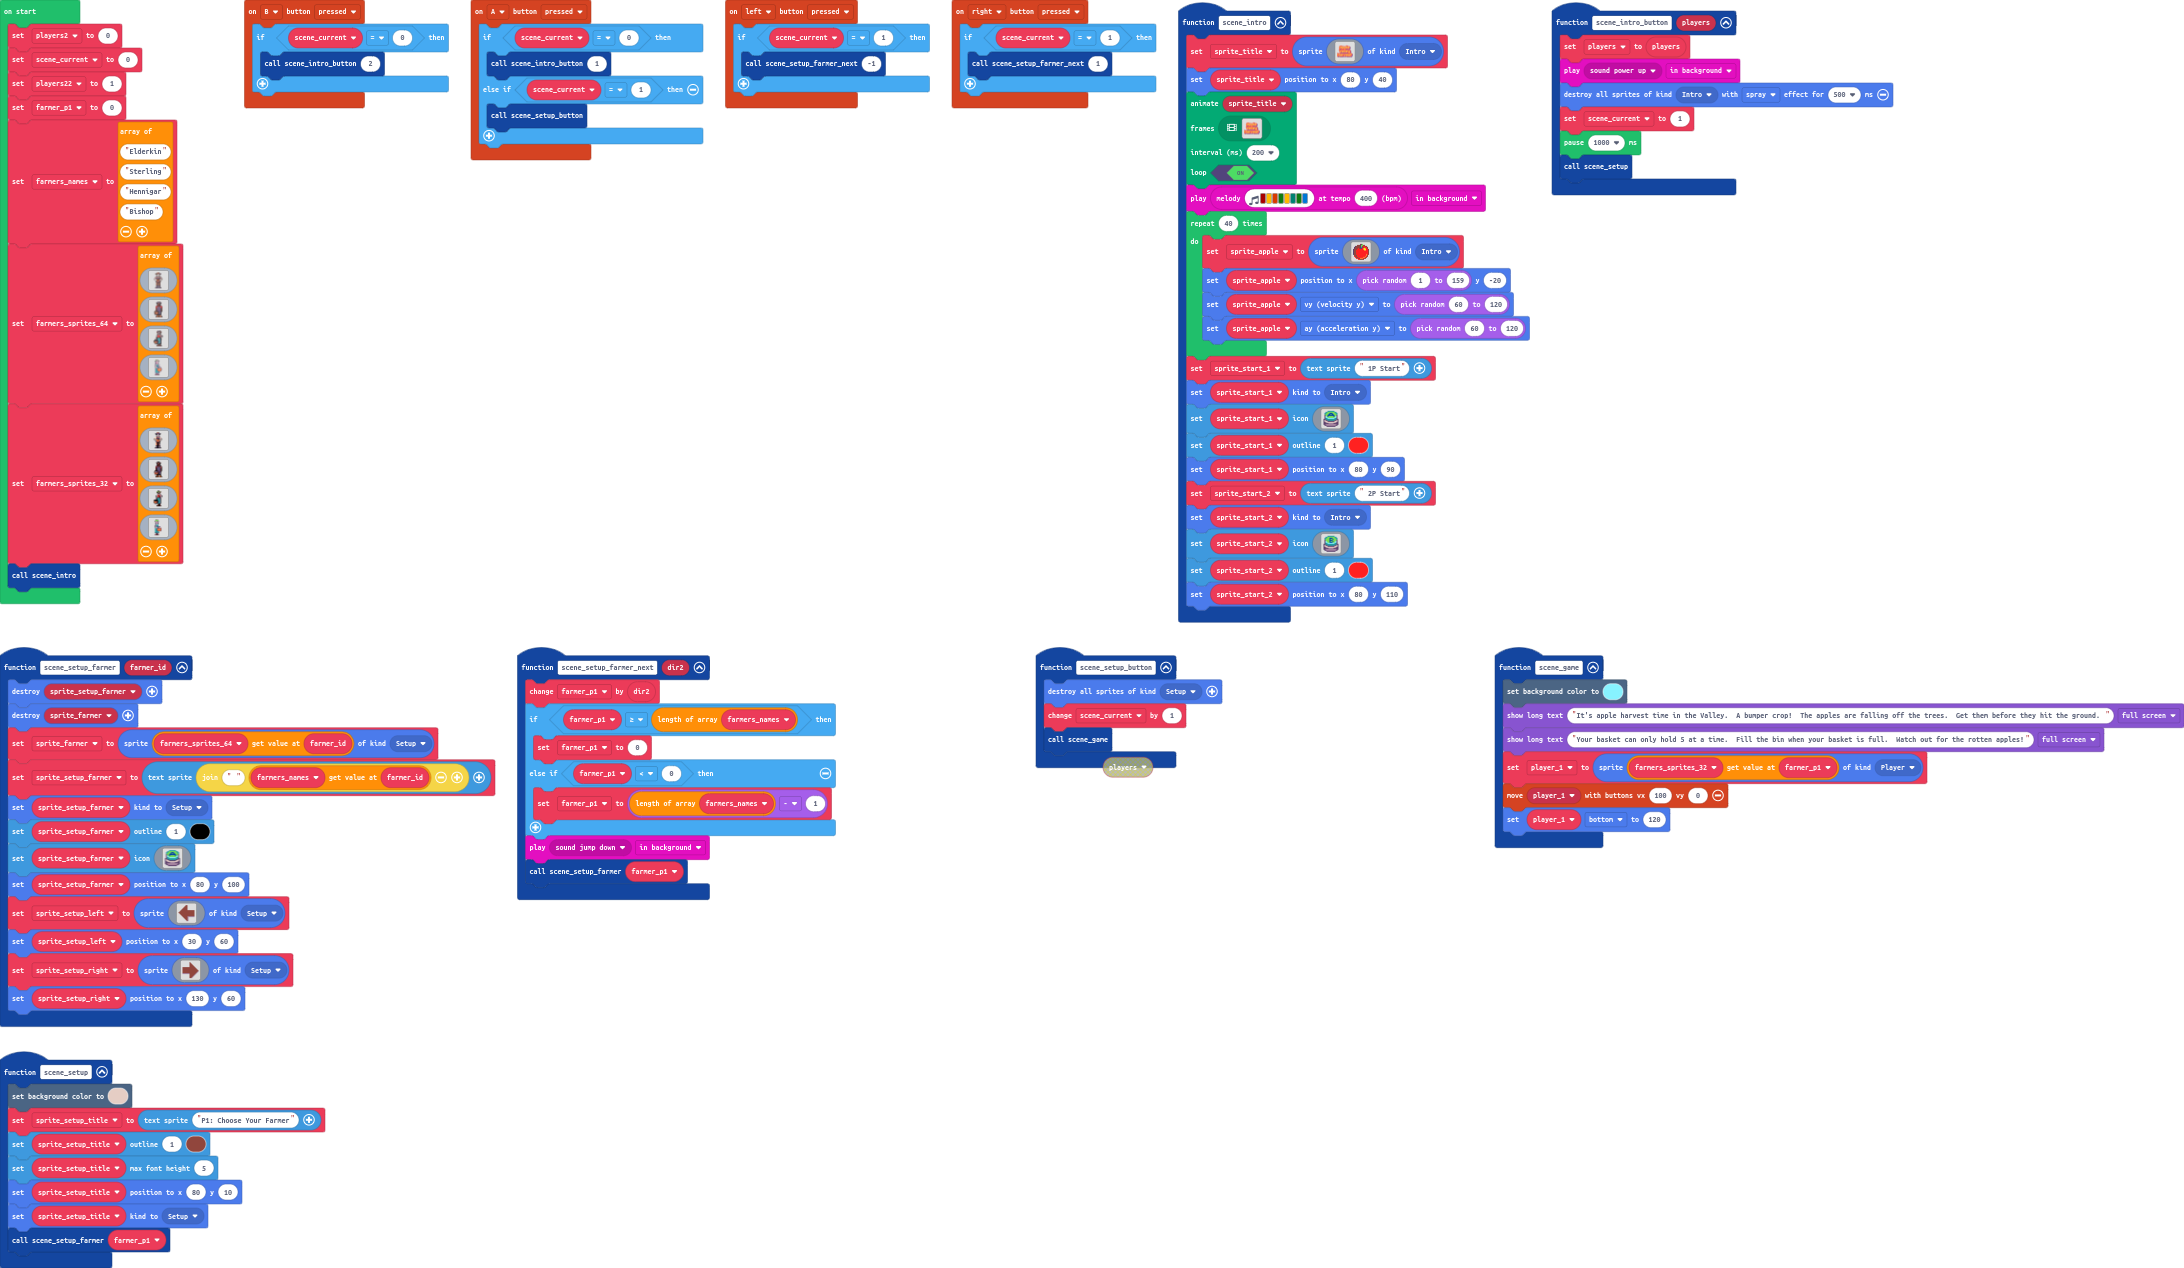 on start
set players2 to 0
set scene_current to 0
set players22 to 1
set farmer_p1 to 0
set farmers_names to array of
"Elderkin"
"Sterling"
"Hennigar"
"Bishop"
set farmers_sprites_64 to array of
set farmers_sprites_32 to array of
call scene_intro
on B button pressed
if scene_current = 0 then
call scene_intro_button 2
on A button pressed
if scene_current = 0 then
call scene_intro_button 1
else if scene_current = 1 then
call scene_setup_button
on left button pressed
if scene_current = 1 then
call scene_setup_farmer_next -1
on right button pressed
if scene_current = 1 then
call scene_setup_farmer_next 1
function scene_intro
set sprite_title to sprite of kind Intro
set sprite_title position to x 80 y 40
animate sprite_title
frames
interval (ms) 200
loop ON
play melody at tempo 400 (bpm) in background
repeat 40 times
do
set sprite_apple to sprite of kind Intro
set sprite_apple position to x pick random 1 to 159 y -20
set sprite_apple vy (velocity y) to pick random 60 to 120
set sprite_apple ay (acceleration y) to pick random 60 to 120
set sprite_start_1 to text sprite " 1P Start"
set sprite_start_1 kind to Intro
set sprite_start_1 icon
set sprite_start_1 outline 1
set sprite_start_1 position to x 80 y 90
set sprite_start_2 to text sprite " 2P Start"
set sprite_start_2 kind to Intro
set sprite_start_2 icon
set sprite_start_2 outline 1
set sprite_start_2 position to x 80 y 110
function scene_intro_button players
set players to players
play sound power up in background
destroy all sprites of kind Intro with spray effect for 500 ms
set scene_current to 1
pause 1000 ms
call scene_setup
function scene_setup_farmer farmer_id
destroy sprite_setup_farmer
destroy sprite_farmer
set sprite_farmer to sprite farmers_sprites_64 get value at farmer_id of kind Setup
set sprite_setup_farmer to text sprite join " " farmers_names get value at farmer_id
set sprite_setup_farmer kind to Setup
set sprite_setup_farmer outline 1
set sprite_setup_farmer icon
set sprite_setup_farmer position to x 80 y 100
set sprite_setup_left to sprite of kind Setup
set sprite_setup_left position to x 30 y 60
set sprite_setup_right to sprite of kind Setup
set sprite_setup_right position to x 130 y 60
function scene_setup_farmer_next dir2
change farmer_p1 by dir2
if farmer_p1 ≥ length of array farmers_names then
set farmer_p1 to 0
else if farmer_p1 < 0 then
set farmer_p1 to length of array farmers_names - 1
play sound jump down in background
call scene_setup_farmer farmer_p1
function scene_setup_button
destroy all sprites of kind Setup
change scene_current by 1
call scene_game
players
function scene_game
set background color to
show long text "It's apple harvest time in the Valley.  A bumper crop!  The apples are falling off the trees.  Get them before they hit the ground. " full screen
show long text "Your basket can only hold 5 at a time.  Fill the bin when your basket is full.  Watch out for the rotten apples!" full screen
set player_1 to sprite farmers_sprites_32 get value at farmer_p1 of kind Player
move player_1 with buttons vx 100 vy 0
set player_1 bottom to 120
function scene_setup
set background color to
set sprite_setup_title to text sprite "P1: Choose Your Farmer"
set sprite_setup_title outline 1
set sprite_setup_title max font height 5
set sprite_setup_title position to x 80 y 10
set sprite_setup_title kind to Setup
call scene_setup_farmer farmer_p1